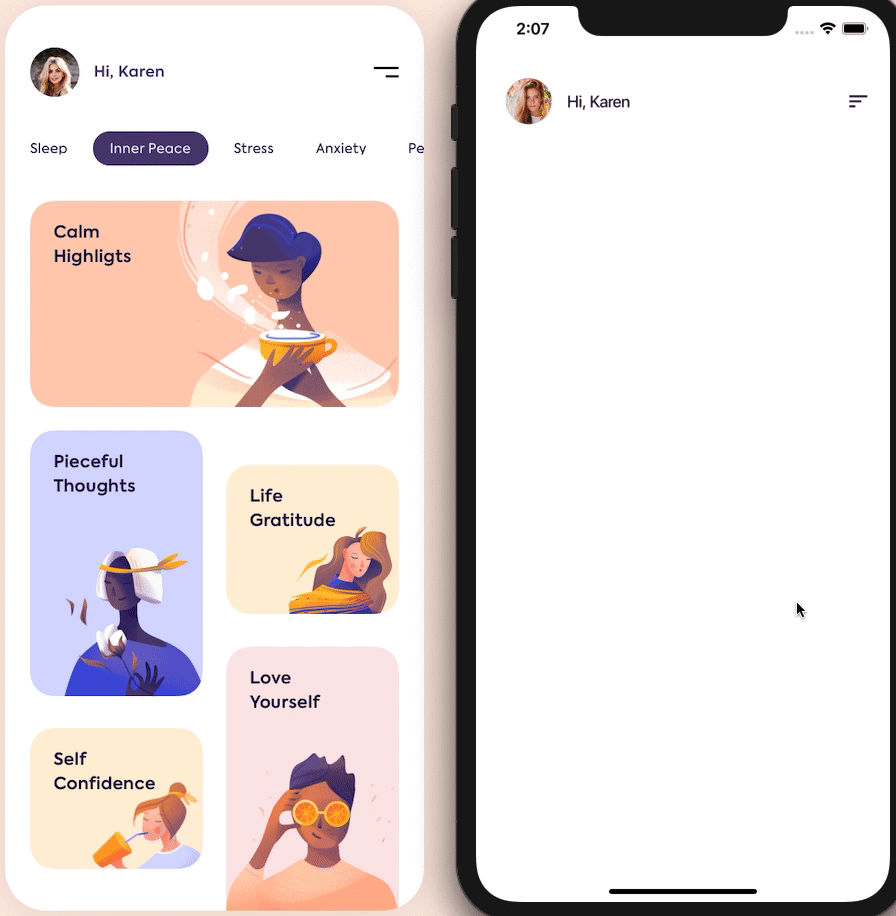 Hi, Karen
Sleep
Inner Peace
Stress
Anxiety
Pe
Calm
Highligts
Pieceful
Thoughts
Life
Gratitude
Love
Yourself
Self
Confidence
2:07
Hi, Karen